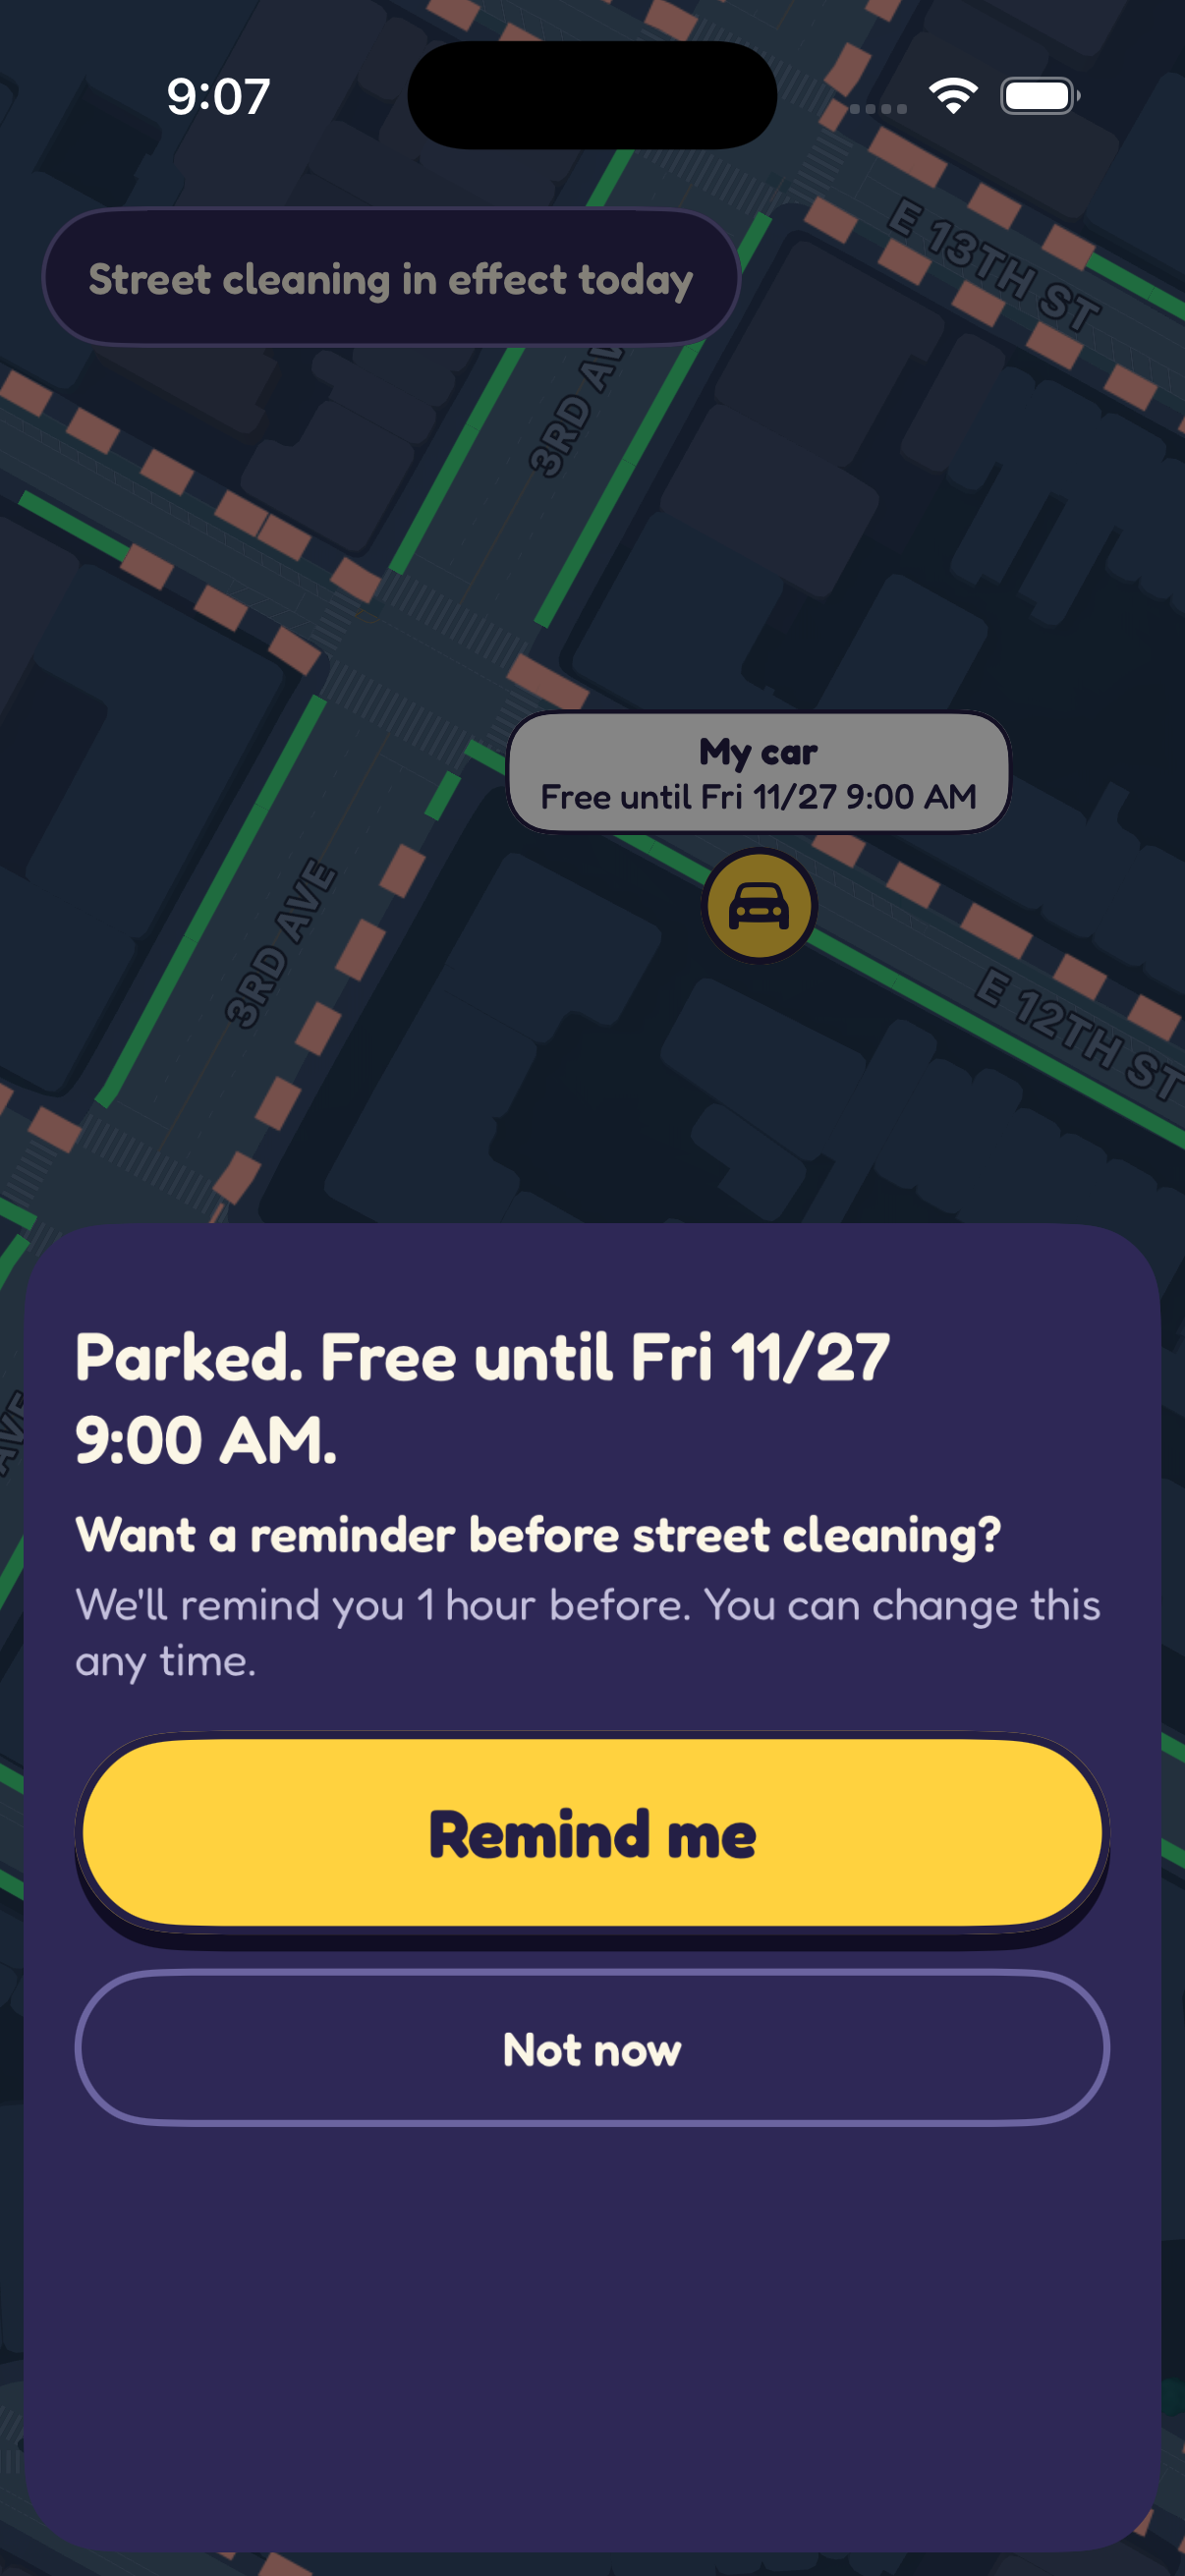 9:07
E 13TH ST
Street cleaning in effect today
3RD AV
My car
Free until Fri 11/27 9:00 AM
3RD AVE
E 12TH ST
AVE
Parked. Free until Fri 11/27
9:00 AM.
Want a reminder before street cleaning?
We'll remind you 1 hour before. You can change this
any time.
Remind me
Not now